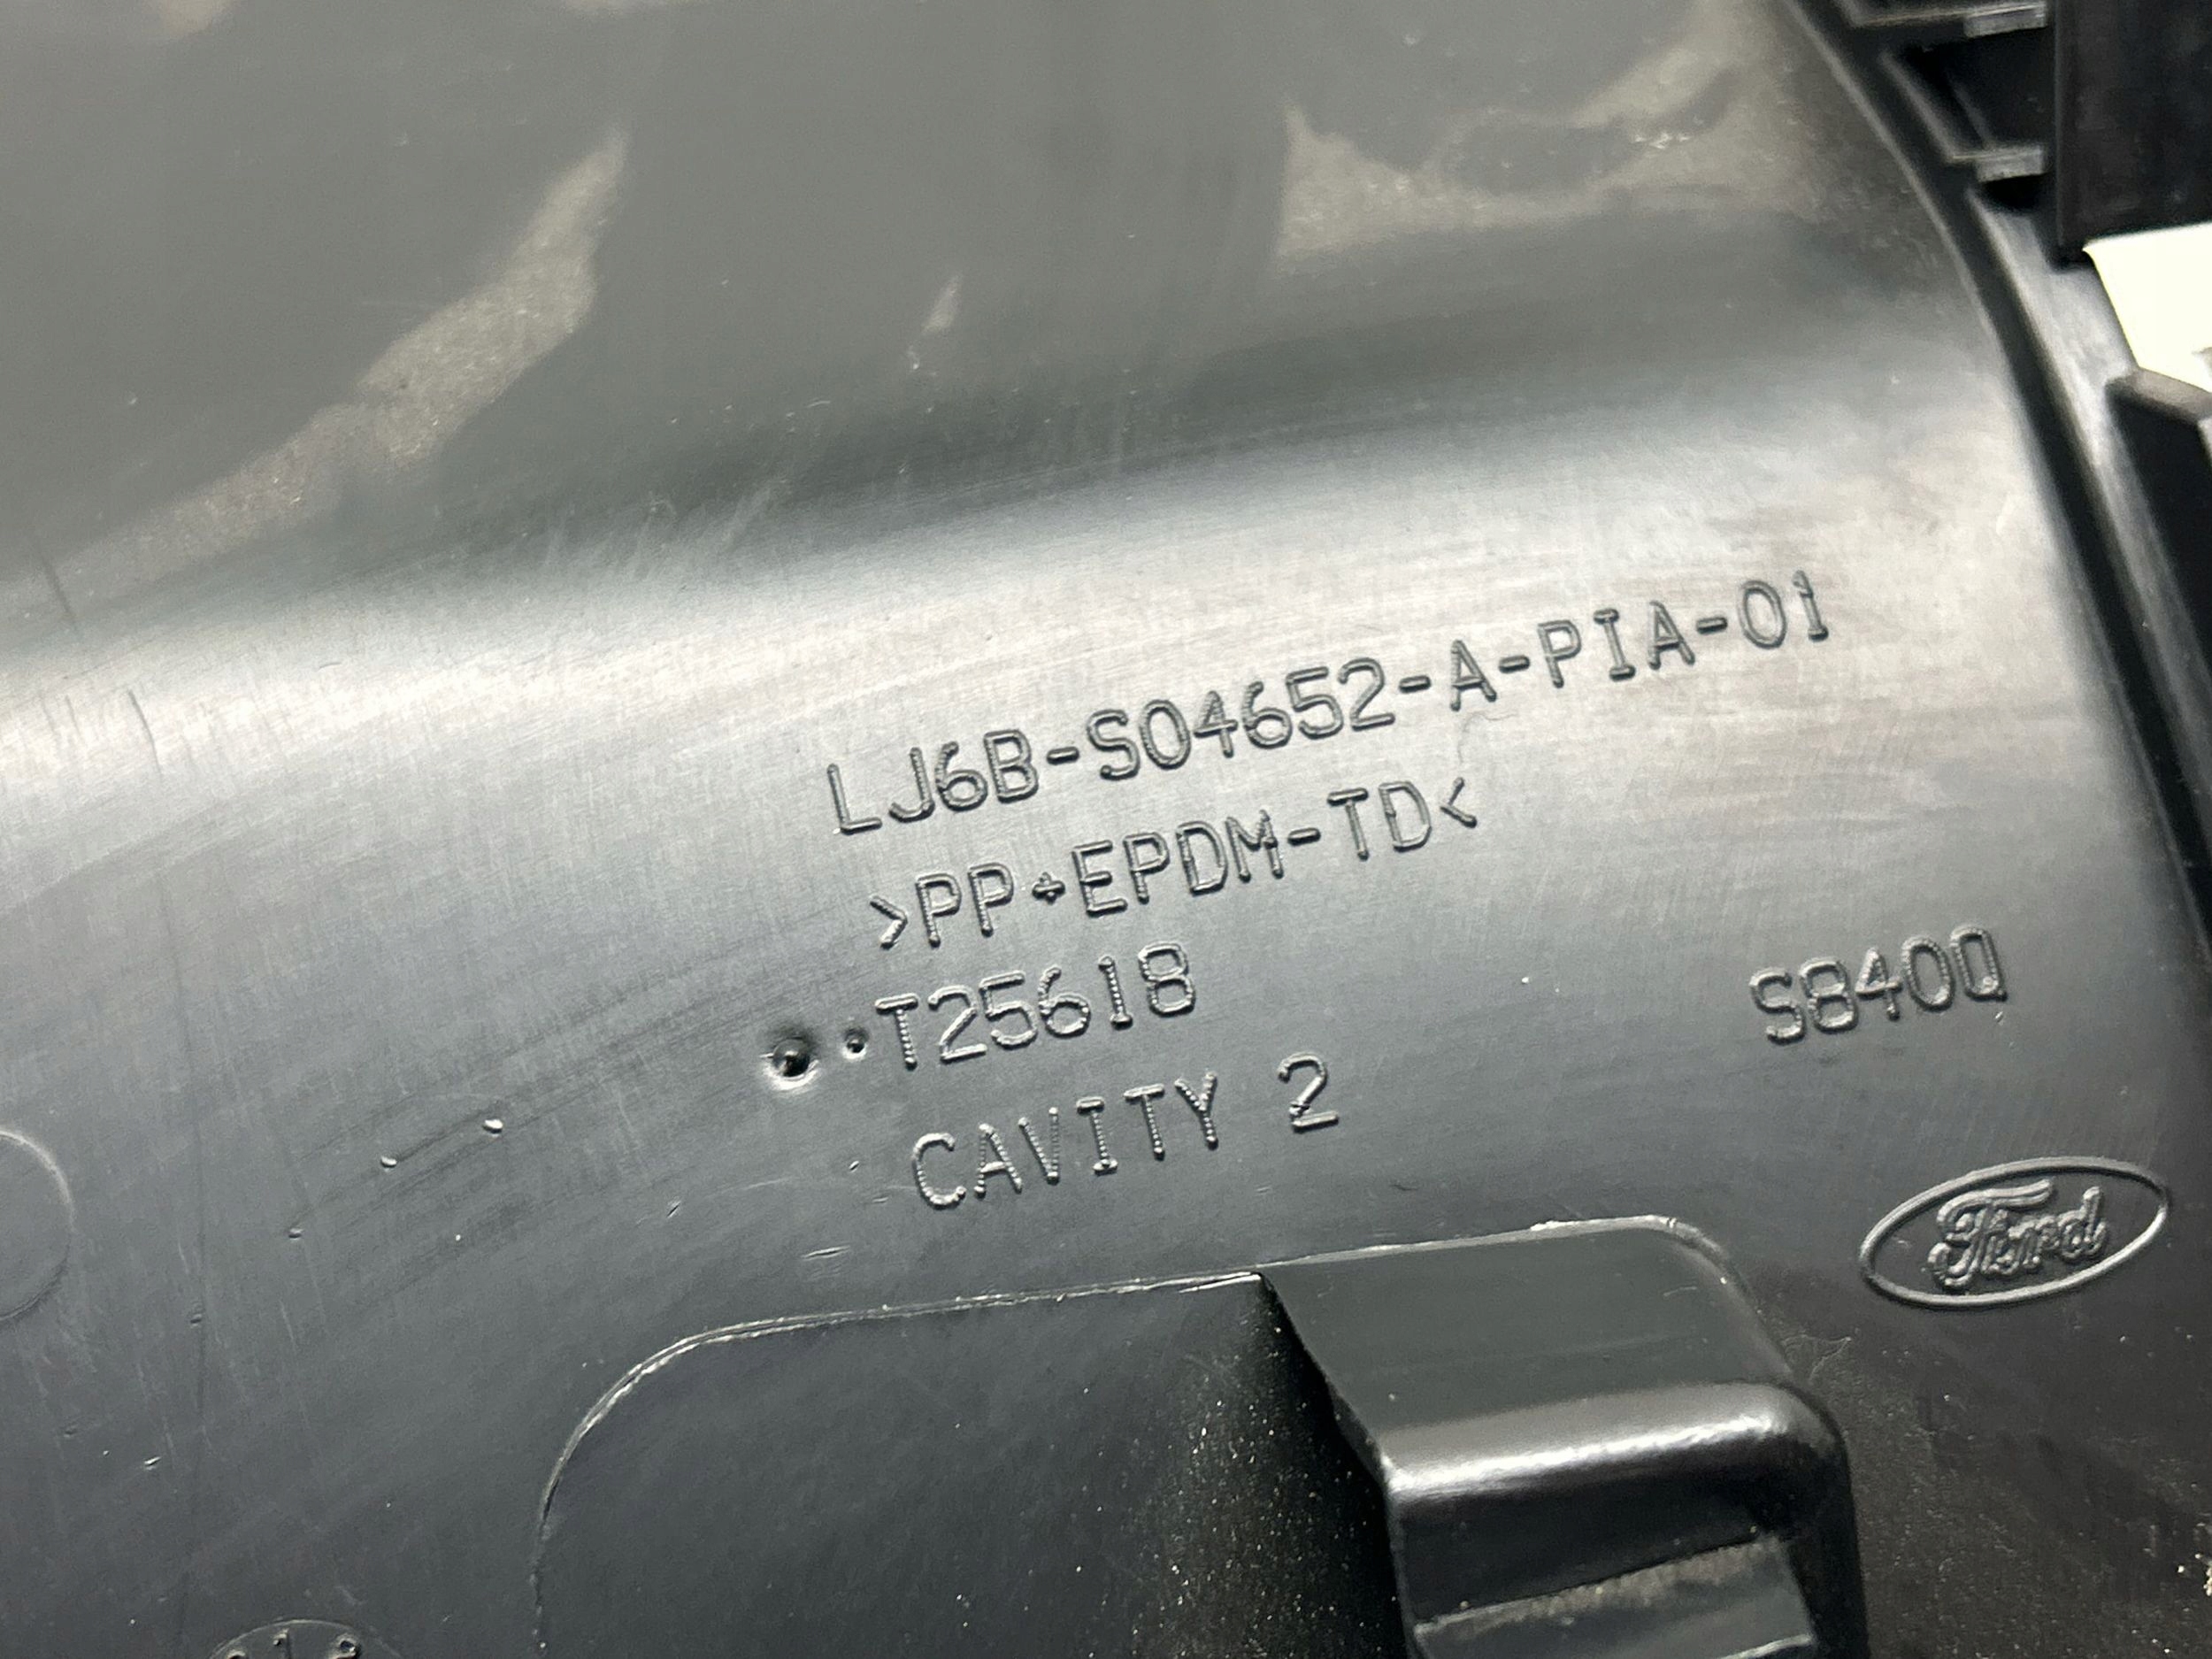 LJ6B-S04652-A-PIA-01
>PP+EPDM-TD<
T25618
S840Q
CAVITY 2
Ford